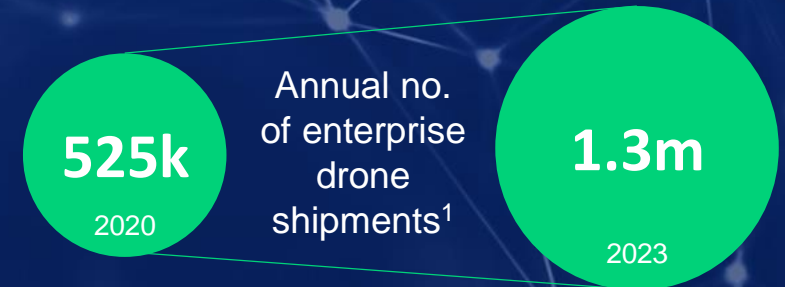 525k
2020
Annual no.
of enterprise
drone
shipments¹
1.3m
2023